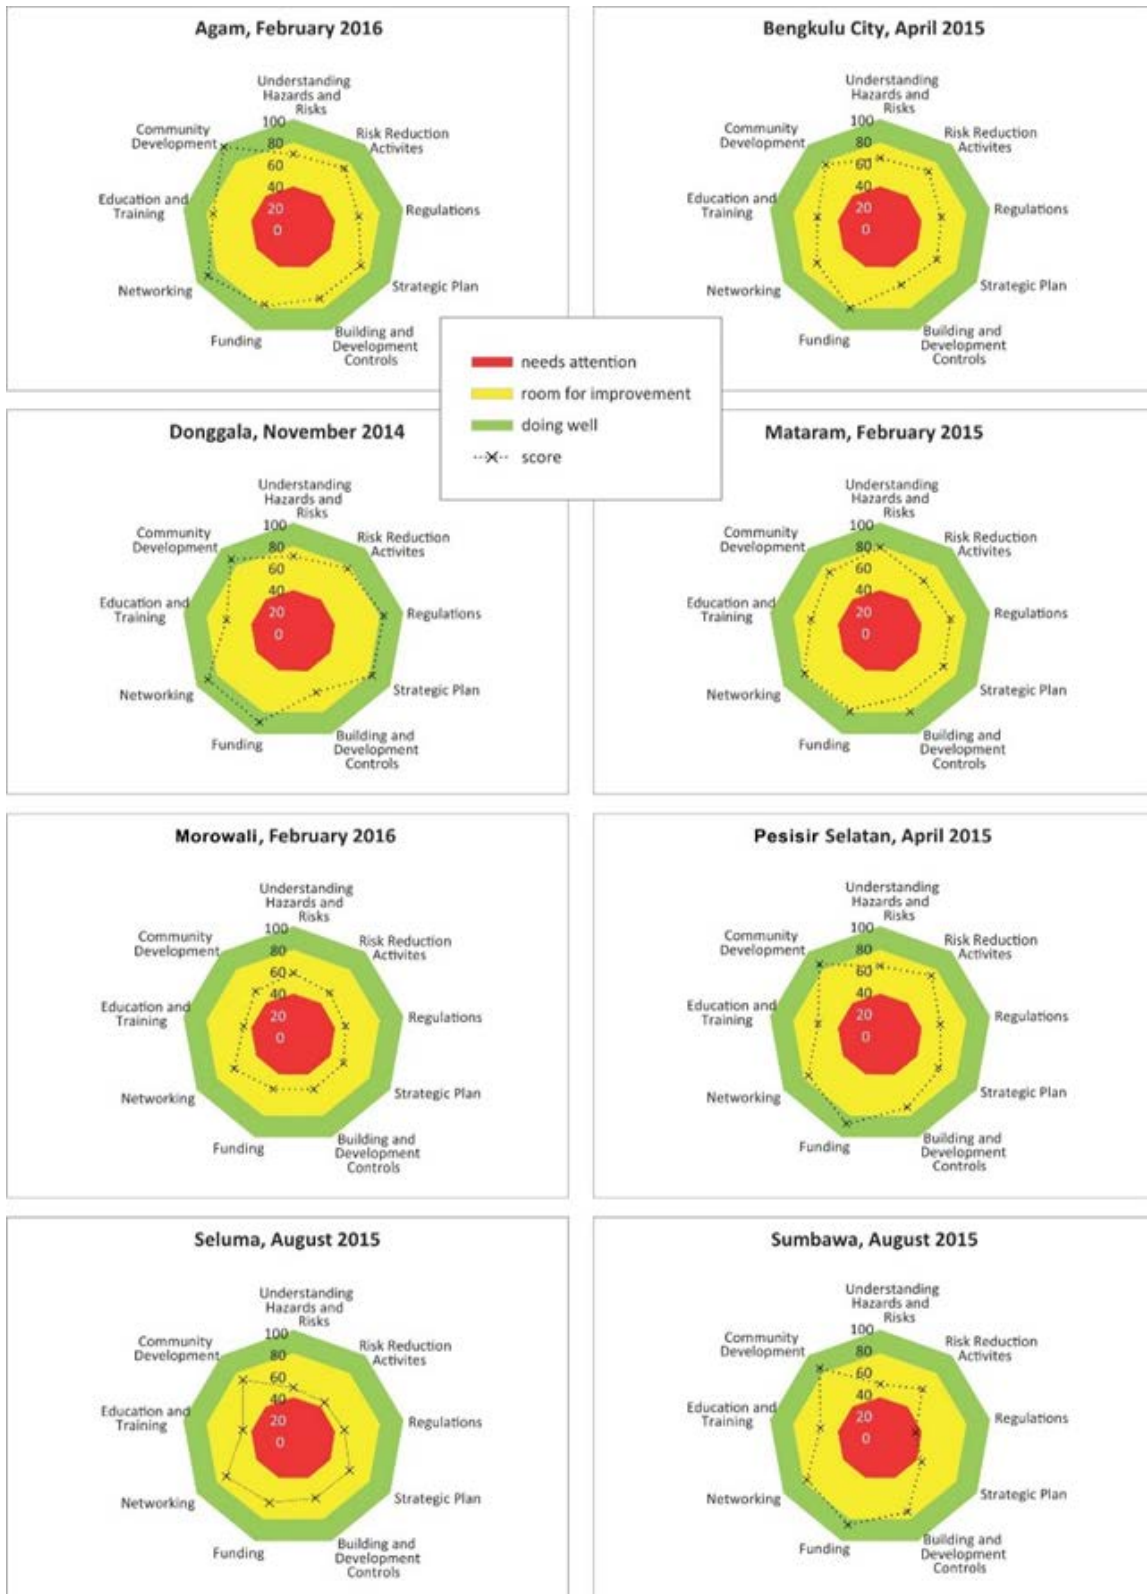 Agam, February 2016
Understanding
Hazards and
Risks
100
80
60
40
20
0
Risk Reduction
Activites
Regulations
Strategic Plan
Building and
Development
Controls
Funding
Networking
Education and
Training
Community
Development
Bengkulu City, April 2015
Understanding
Hazards and
Risks
100
80
60
40
20
0
Risk Reduction
Activites
Regulations
Strategic Plan
Building and
Development
Controls
Funding
Networking
Education and
Training
Community
Development
needs attention
room for improvement
doing well
score
Donggala, November 2014
Understanding
Hazards and
Risks
100
80
60
40
20
0
Risk Reduction
Activites
Regulations
Strategic Plan
Building and
Development
Controls
Funding
Networking
Education and
Training
Community
Development
Mataram, February 2015
Understanding
Hazards and
Risks
100
80
60
40
20
0
Risk Reduction
Activites
Regulations
Strategic Plan
Building and
Development
Controls
Funding
Networking
Education and
Training
Community
Development
Morowali, February 2016
Understanding
Hazards and
Risks
100
80
60
40
20
0
Risk Reduction
Activites
Regulations
Strategic Plan
Building and
Development
Controls
Funding
Networking
Education and
Training
Community
Development
Pesisir Selatan, April 2015
Understanding
Hazards and
Risks
100
80
60
40
20
0
Risk Reduction
Activites
Regulations
Strategic Plan
Building and
Development
Controls
Funding
Networking
Education and
Training
Community
Development
Seluma, August 2015
Understanding
Hazards and
Risks
100
80
60
40
20
0
Risk Reduction
Activites
Regulations
Strategic Plan
Building and
Development
Controls
Funding
Networking
Education and
Training
Community
Development
Sumbawa, August 2015
Understanding
Hazards and
Risks
100
80
60
40
20
0
Risk Reduction
Activites
Regulations
Strategic Plan
Building and
Development
Controls
Funding
Networking
Education and
Training
Community
Development